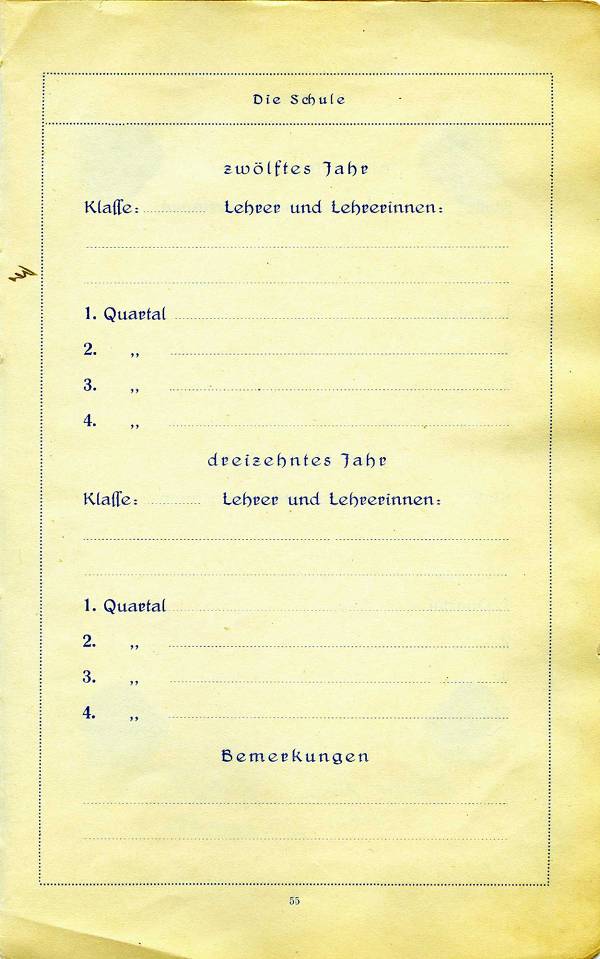 Die Schule
zwölftes Jahr
Klasse: Lehrer und Lehrerinnen:
1. Quartal
2. „
3. „
4. „
dreizehntes Jahr
Klasse: Lehrer und Lehrerinnen:
1. Quartal
2. „
3. „
4. „
Bemerkungen
55